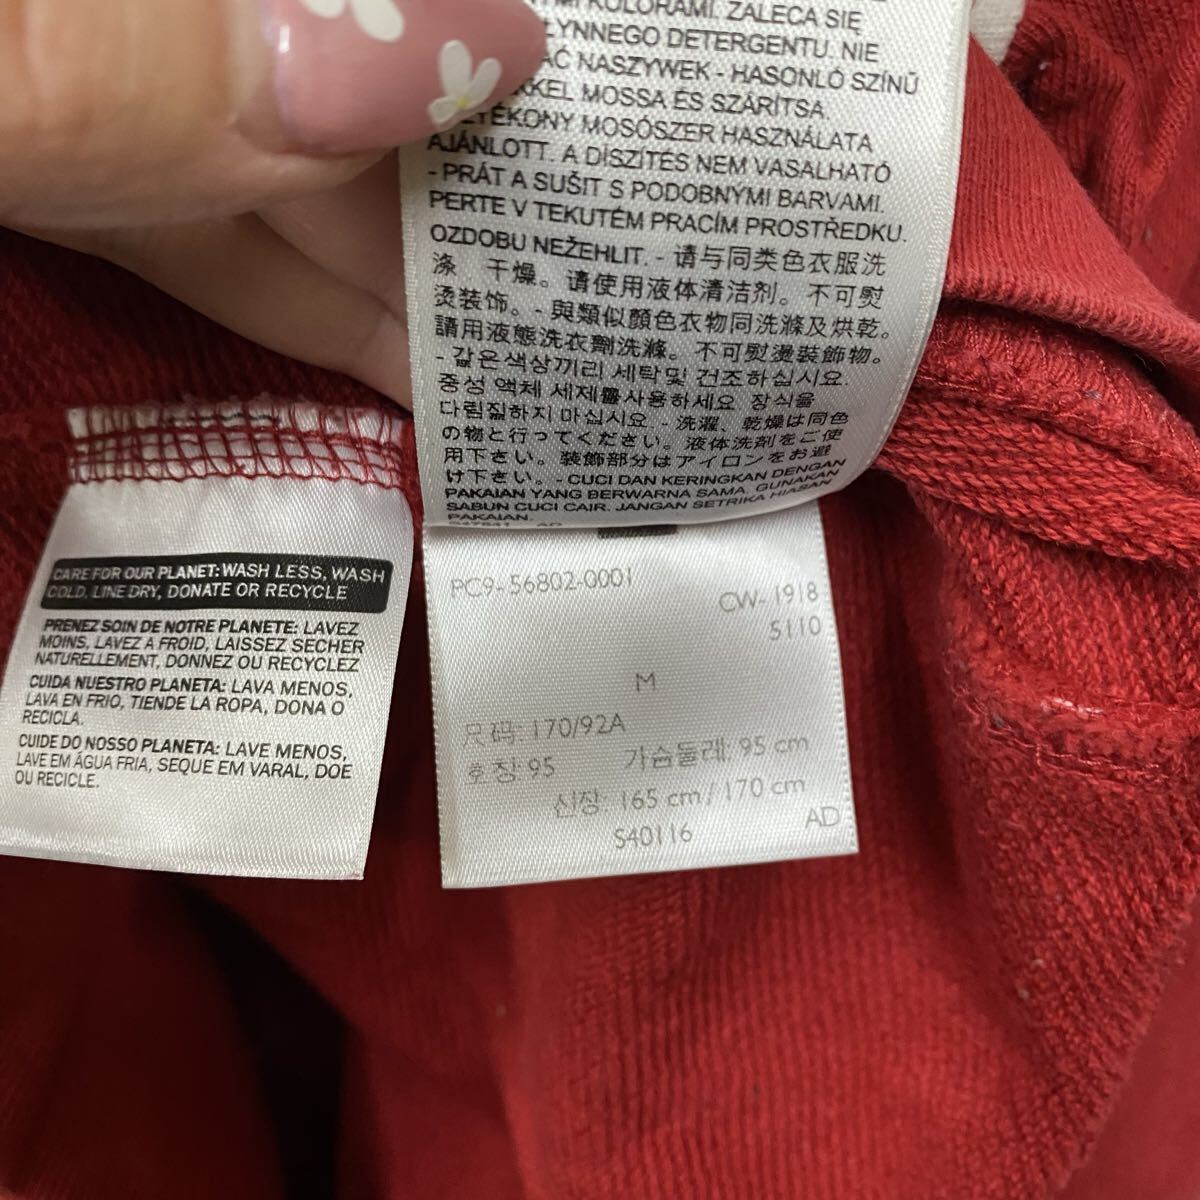 KOLORAMI. ZALECA SIĘ
DETERGENTU. NIE
NASZYWEK - HASONLÓ SZÍNŰ
MOSSA ÉS SZÁRÍTSA.
MOSÓSZER HASZNÁLATA
AJÁNLOTT. A DÍSZÍTÉS NEM VASALHATÓ
- PRÁT A SUŠIT S PODOBNYMI BARVAMI.
PERTE V TEKUTÉM PRACÍM PROSTŘEDKU.
OZDOBU NEŽEHLIT. - 请与同类色衣服洗
涤 干燥。请使用液体清洁剂。不可熨
烫装饰。- 與類似顏色衣物同洗滌及烘乾。
請用液態洗衣劑洗滌。不可熨燙裝飾物。
- 같은색상끼리 세탁및 건조하십시요.
중성 액체 세제를사용하세요 장식을
다림질하지 마십시요 - 洗濯、乾燥は同色
の物と行ってください。液体洗剤をご使
用下さい。装飾部分はアイロンをお避
け下さい。- CUCI DAN KERINGKAN DENGAN
PAKAIAN YANG BERWARNA SAMA. GUNAKAN
SABUN CUCI CAIR. JANGAN SETRIKA HIASAN
PAKAIAN.
AD
CARE FOR OUR PLANET: WASH LESS, WASH
COLD, LINE DRY, DONATE OR RECYCLE
PRENEZ SOIN DE NOTRE PLANETE: LAVEZ
MOINS, LAVEZ A FROID, LAISSEZ SECHER
NATURELLEMENT, DONNEZ OU RECYCLEZ
CUIDA NUESTRO PLANETA: LAVA MENOS,
LAVA EN FRIO, TIENDE LA ROPA, DONA O
RECICLA.
CUIDE DO NOSSO PLANETA: LAVE MENOS,
LAVE EM ÁGUA FRIA, SEQUE EM VARAL, DOE
OU RECICLE.
PC9-56802-0001
CW- 1918
5110
M
尺码: 170/92A
호칭: 95 가슴둘레: 95 cm
신장: 165 cm / 170 cm
S40116 AD